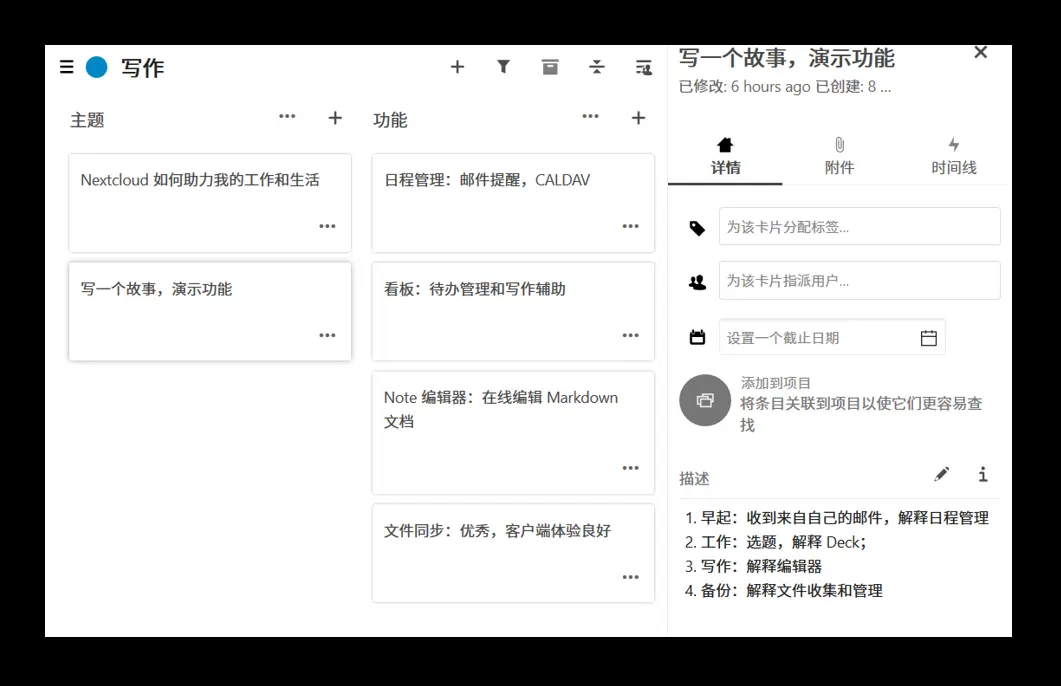 写作
主题
Nextcloud 如何助力我的工作和生活
写一个故事，演示功能
功能
日程管理：邮件提醒，CALDAV
看板：待办管理和写作辅助
Note 编辑器：在线编辑 Markdown
文档
文件同步：优秀，客户端体验良好
写一个故事，演示功能
已修改: 6 hours ago 已创建: 8 ...
详情
附件
时间线
为该卡片分配标签...
为该卡片指派用户...
设置一个截止日期
添加到项目
将条目关联到项目以使它们更容易查
找
描述
1. 早起：收到来自自己的邮件，解释日程管理
2. 工作：选题，解释 Deck；
3. 写作：解释编辑器
4. 备份：解释文件收集和管理